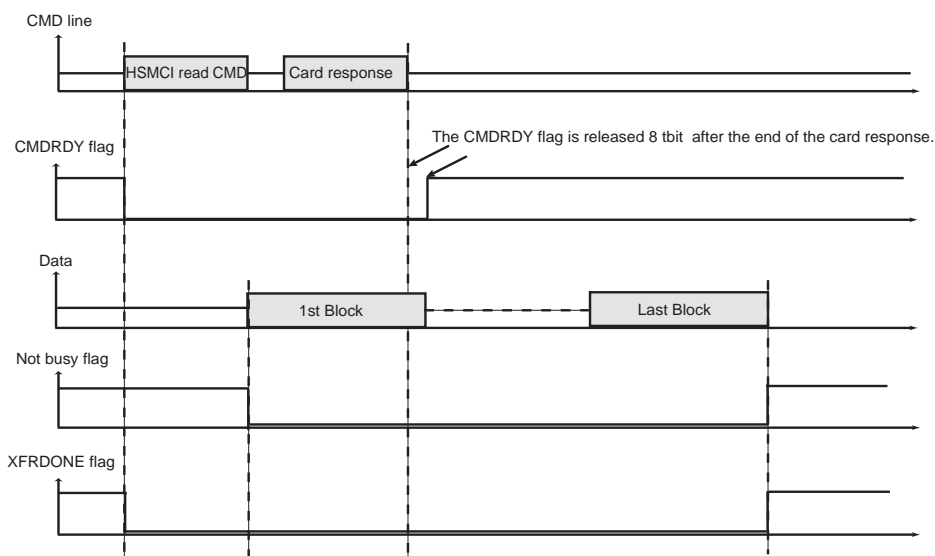 CMD line
HSMCI read CMD
Card response
The CMDRDY flag is released 8 tbit after the end of the card response.
CMDRDY flag
Data
1st Block
Last Block
Not busy flag
XFRDONE flag